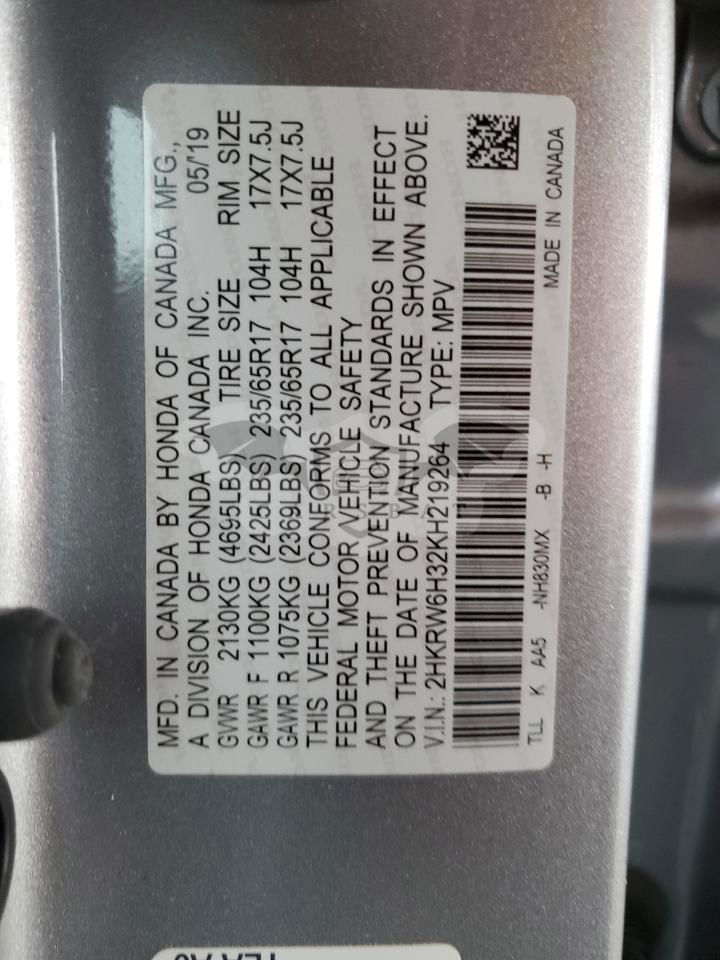 MFD. IN CANADA BY HONDA OF CANADA MFG.,
A DIVISION OF HONDA CANADA INC. 05/'19
GVWR 2130KG (4695LBS) TIRE SIZE RIM SIZE
GAWR F 1100KG (2425LBS) 235/65R17 104H 17X7.5J
GAWR R 1075KG (2369LBS) 235/65R17 104H 17X7.5J
THIS VEHICLE CONFORMS TO ALL APPLICABLE
FEDERAL MOTOR VEHICLE SAFETY
AND THEFT PREVENTION STANDARDS IN EFFECT
ON THE DATE OF MANUFACTURE SHOWN ABOVE.
V.I.N.: 2HKRW6H32KH219264 TYPE: MPV
TLL K AA5 -NH830MX -B -H MADE IN CANADA